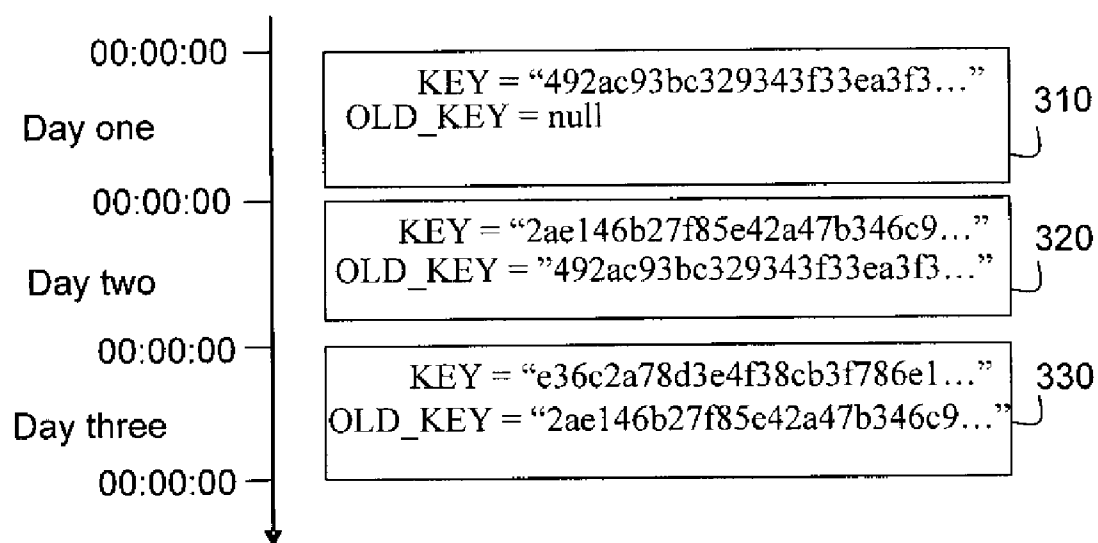 00:00:00
KEY = “492ac93bc329343f33ea3f3...”
OLD_KEY = null
310
Day one
00:00:00
KEY = “2ae146b27f85e42a47b346c9...”
OLD_KEY = ”492ac93bc329343f33ea3f3...”
320
Day two
00:00:00
KEY = “e36c2a78d3e4f38cb3f786e1...”
OLD_KEY = “2ae146b27f85e42a47b346c9...”
330
Day three
00:00:00